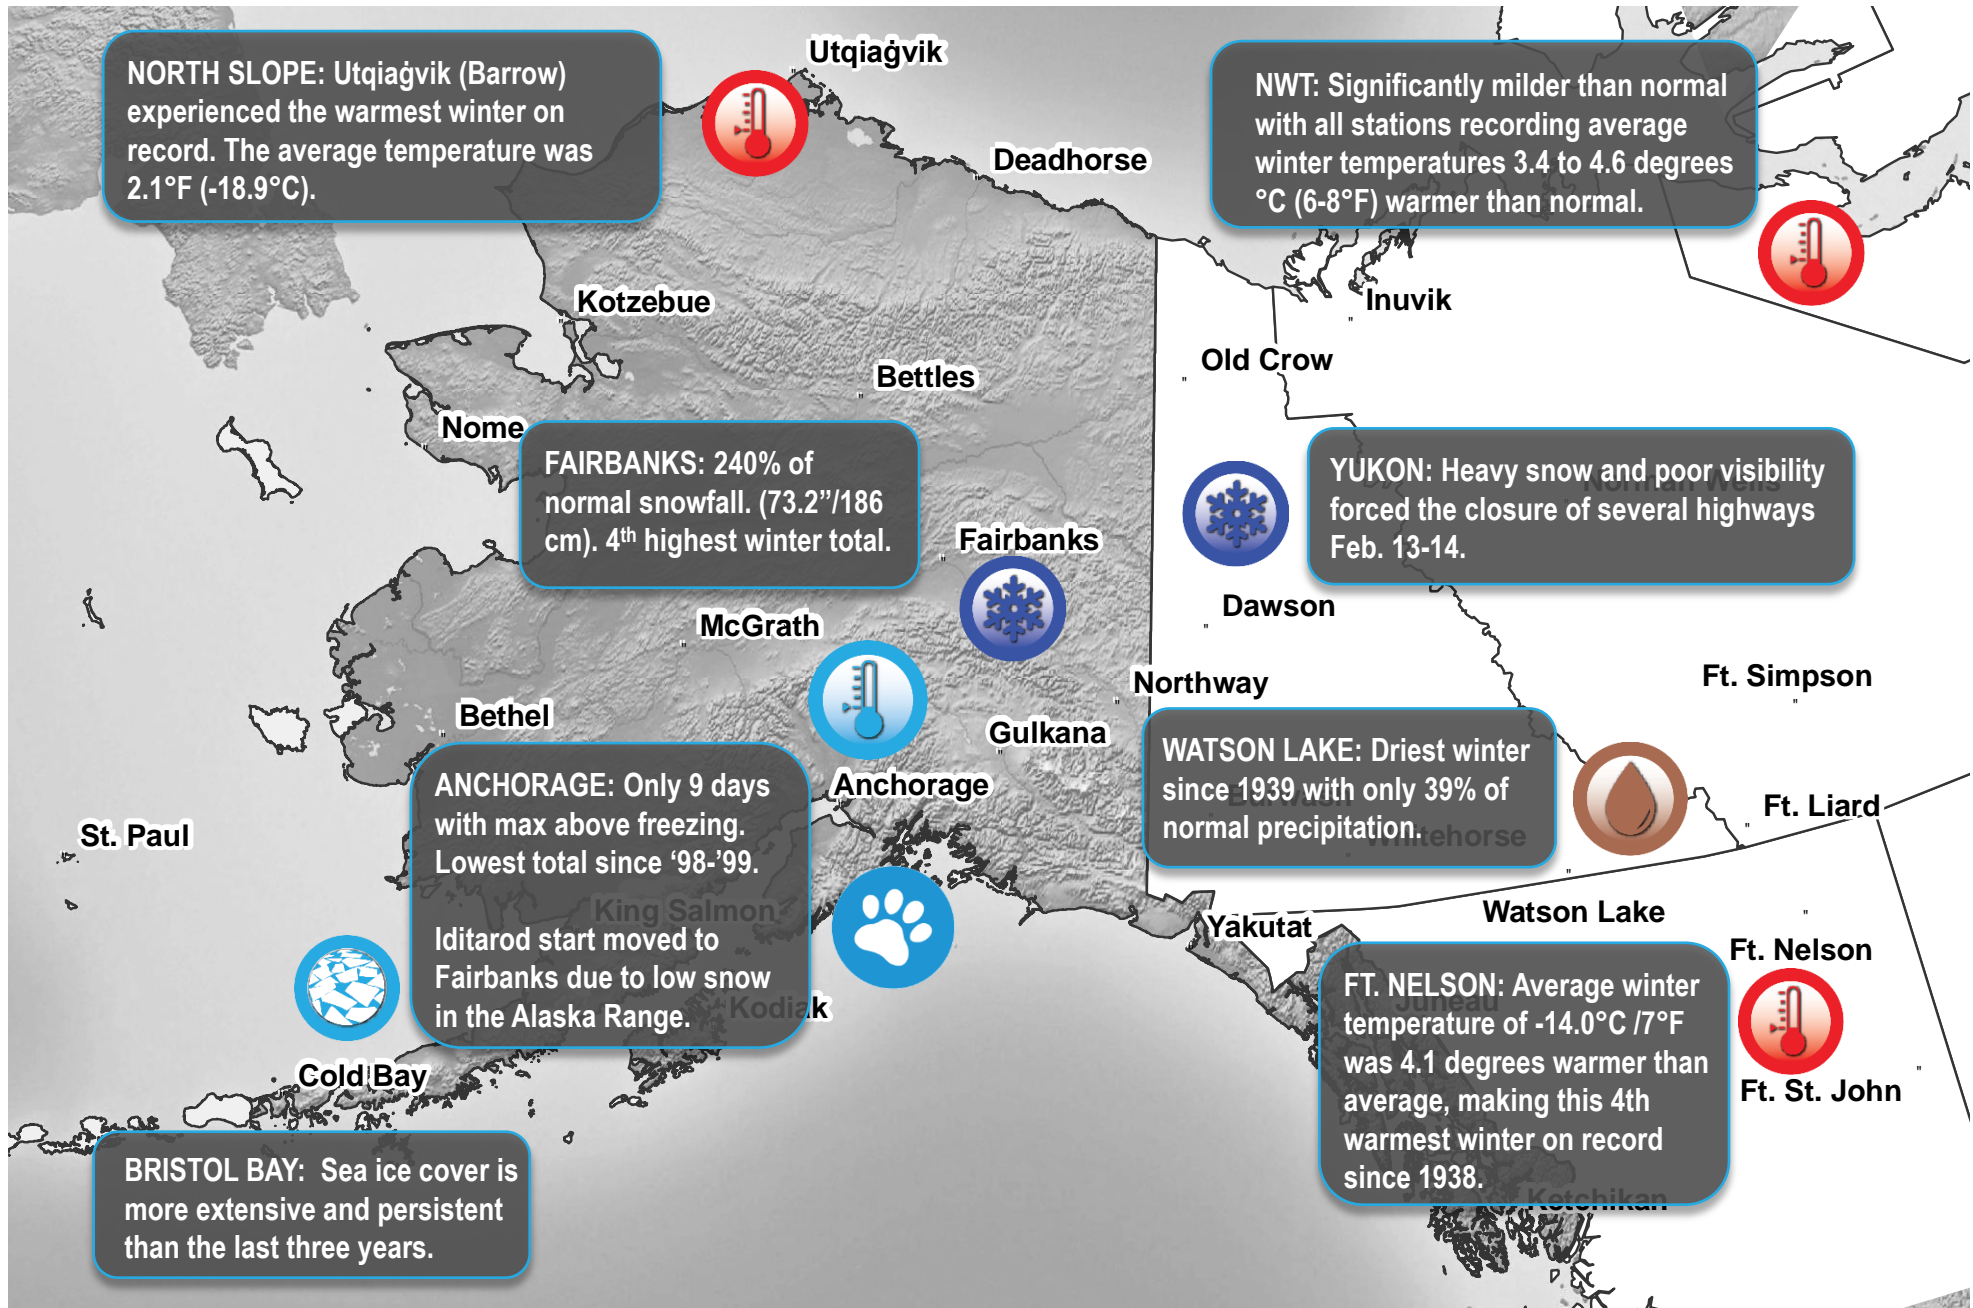 Utqiaġvik
NORTH SLOPE: Utqiaġvik (Barrow)
experienced the warmest winter on
record. The average temperature was
2.1°F (-18.9°C).
NWT: Significantly milder than normal
with all stations recording average
winter temperatures 3.4 to 4.6 degrees
°C (6-8°F) warmer than normal.
Deadhorse
Kotzebue
Inuvik
Old Crow
Bettles
Nome
FAIRBANKS: 240% of
normal snowfall. (73.2”/186
cm). 4th highest winter total.
YUKON: Heavy snow and poor visibility
forced the closure of several highways
Feb. 13-14.
Norman Wells
Fairbanks
Dawson
McGrath
Northway
Ft. Simpson
Bethel
Gulkana
WATSON LAKE: Driest winter
since 1939 with only 39% of
normal precipitation.
Burwash
Whitehorse
ANCHORAGE: Only 9 days
with max above freezing.
Lowest total since ‘98-’99.
Iditarod start moved to
Fairbanks due to low snow
in the Alaska Range.
Anchorage
Ft. Liard
St. Paul
King Salmon
Kodiak
Yakutat
Watson Lake
Ft. Nelson
FT. NELSON: Average winter
temperature of -14.0°C /7°F
was 4.1 degrees warmer than
average, making this 4th
warmest winter on record
since 1938.
Juneau
Cold Bay
Ft. St. John
BRISTOL BAY: Sea ice cover is
more extensive and persistent
than the last three years.
Ketchikan